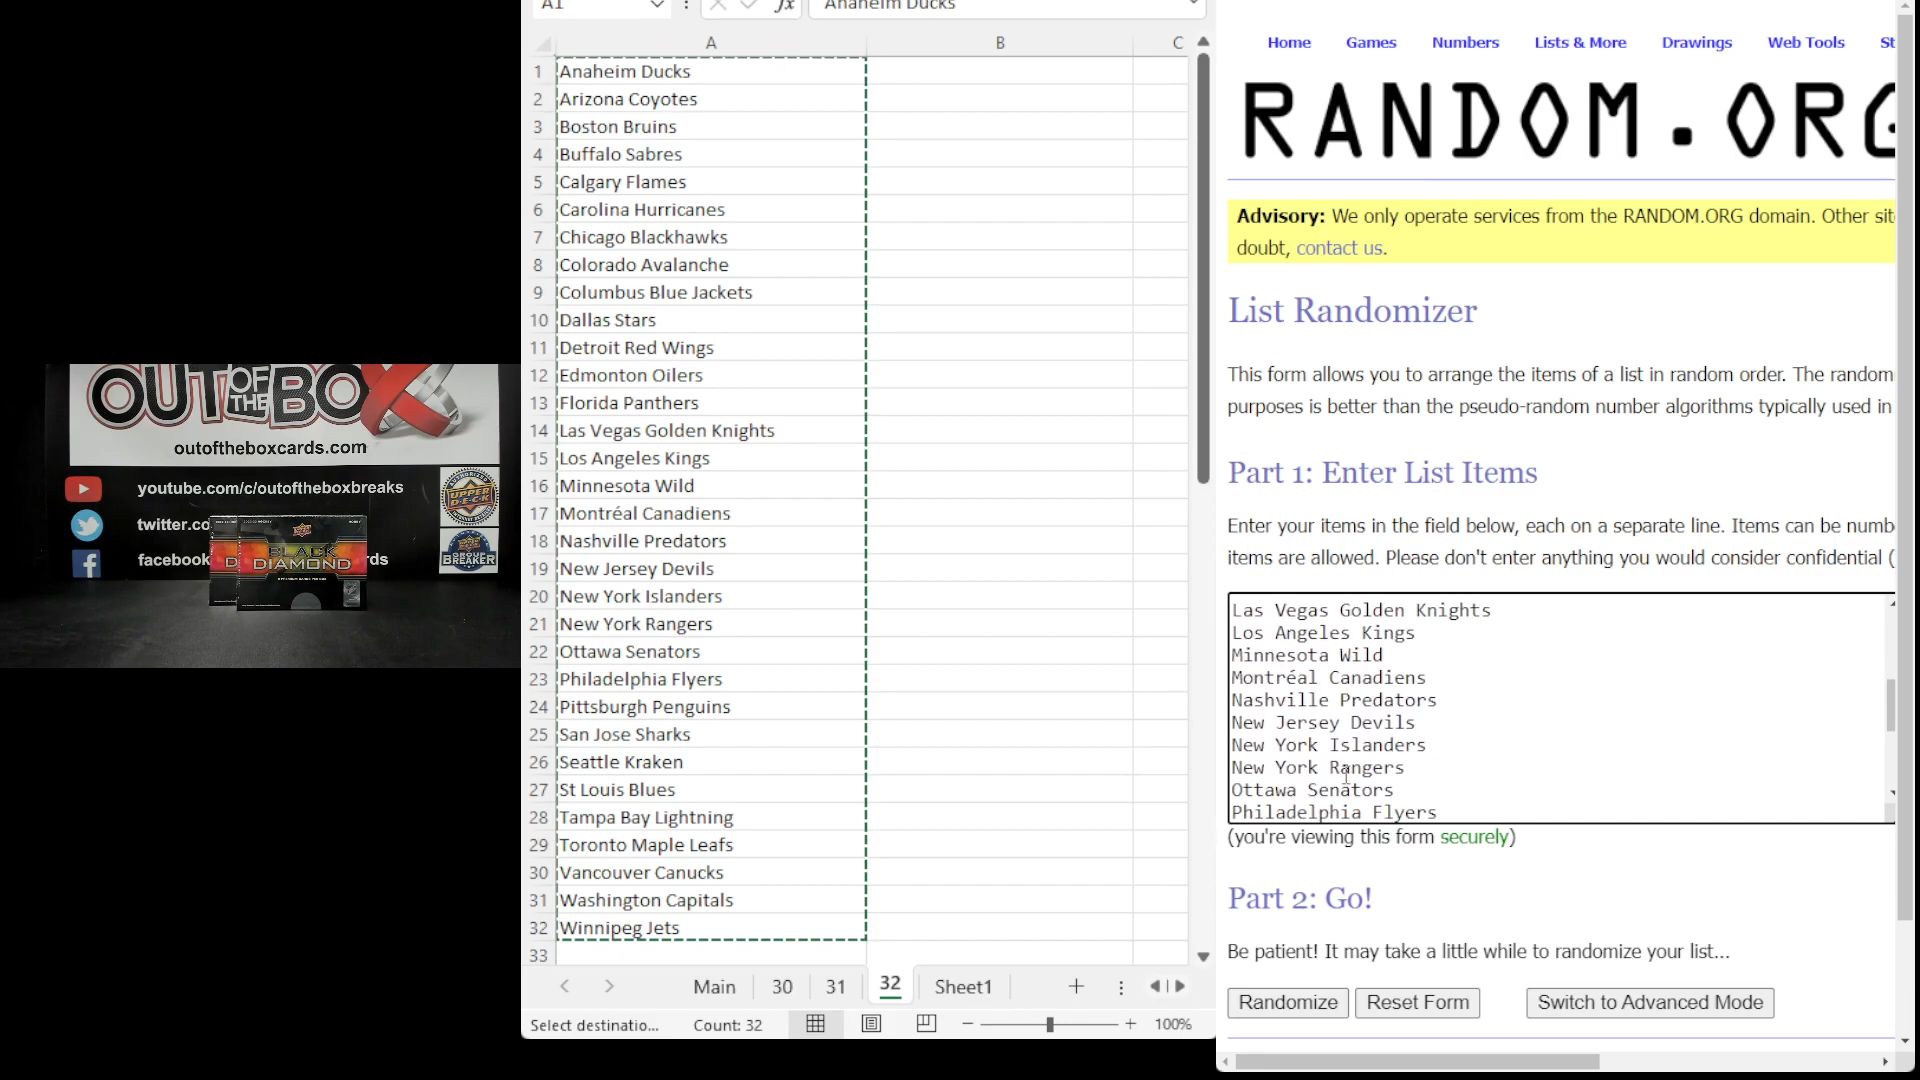 OUT OF THE BOX
outoftheboxcards.com
youtube.com/c/outoftheboxbreaks
twitter.co
facebook
rds
UPPER DECK
GROUP BREAKER
BLACK DIAMOND
A1
fx
Anaheim Ducks
A B C
1 Anaheim Ducks
2 Arizona Coyotes
3 Boston Bruins
4 Buffalo Sabres
5 Calgary Flames
6 Carolina Hurricanes
7 Chicago Blackhawks
8 Colorado Avalanche
9 Columbus Blue Jackets
10 Dallas Stars
11 Detroit Red Wings
12 Edmonton Oilers
13 Florida Panthers
14 Las Vegas Golden Knights
15 Los Angeles Kings
16 Minnesota Wild
17 Montréal Canadiens
18 Nashville Predators
19 New Jersey Devils
20 New York Islanders
21 New York Rangers
22 Ottawa Senators
23 Philadelphia Flyers
24 Pittsburgh Penguins
25 San Jose Sharks
26 Seattle Kraken
27 St Louis Blues
28 Tampa Bay Lightning
29 Toronto Maple Leafs
30 Vancouver Canucks
31 Washington Capitals
32 Winnipeg Jets
33
Main 30 31 32 Sheet1
Select destinatio... Count: 32 100%
Home Games Numbers Lists & More Drawings Web Tools St
RANDOM.ORG
Advisory: We only operate services from the RANDOM.ORG domain. Other sit
doubt, contact us.
List Randomizer
This form allows you to arrange the items of a list in random order. The random
purposes is better than the pseudo-random number algorithms typically used in
Part 1: Enter List Items
Enter your items in the field below, each on a separate line. Items can be numb
items are allowed. Please don't enter anything you would consider confidential (
Las Vegas Golden Knights
Los Angeles Kings
Minnesota Wild
Montréal Canadiens
Nashville Predators
New Jersey Devils
New York Islanders
New York Rangers
Ottawa Senators
Philadelphia Flyers
(you're viewing this form securely)
Part 2: Go!
Be patient! It may take a little while to randomize your list...
Randomize Reset Form Switch to Advanced Mode